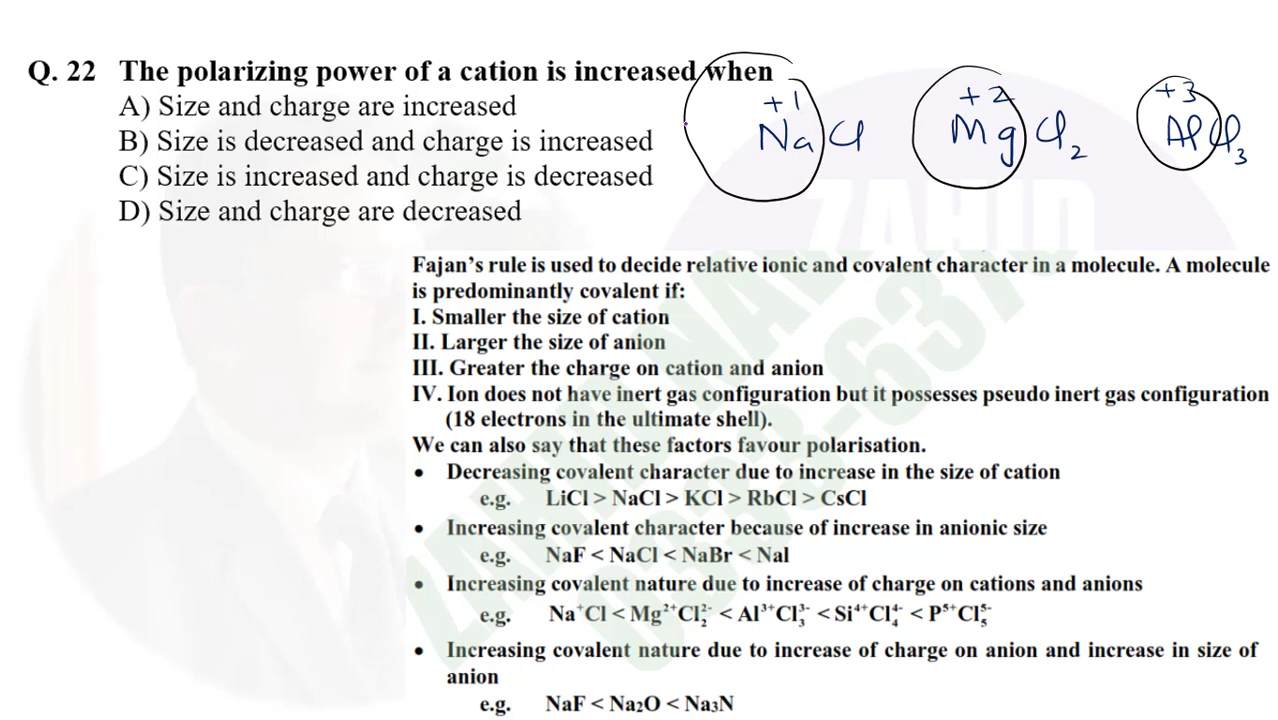 Q. 22 The polarizing power of a cation is increased when
A) Size and charge are increased
B) Size is decreased and charge is increased
C) Size is increased and charge is decreased
D) Size and charge are decreased
+1 +2 +3
NaCl MgCl₂ AlCl₃
Fajan's rule is used to decide relative ionic and covalent character in a molecule. A molecule
is predominantly covalent if:
I. Smaller the size of cation
II. Larger the size of anion
III. Greater the charge on cation and anion
IV. Ion does not have inert gas configuration but it possesses pseudo inert gas configuration
(18 electrons in the ultimate shell).
We can also say that these factors favour polarisation.
• Decreasing covalent character due to increase in the size of cation
e.g. LiCl > NaCl > KCl > RbCl > CsCl
• Increasing covalent character because of increase in anionic size
e.g. NaF < NaCl < NaBr < NaI
• Increasing covalent nature due to increase of charge on cations and anions
e.g. Na⁺Cl < Mg²⁺Cl₂²⁻ < Al³⁺Cl₃³⁻ < Si⁴⁺Cl₄⁴⁻ < P⁵⁺Cl₅⁵⁻
• Increasing covalent nature due to increase of charge on anion and increase in size of
anion
e.g. NaF < Na₂O < Na₃N
ZAHID